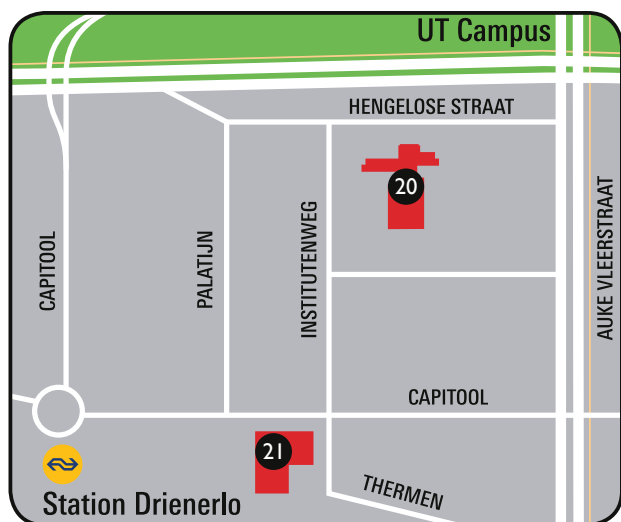 UT Campus
HENGELOSE STRAAT
20
CAPITOOL
PALATIJN
INSTITUTENWEG
AUKE VLEERSTRAAT
CAPITOOL
21
THERMEN
Station Drienerlo